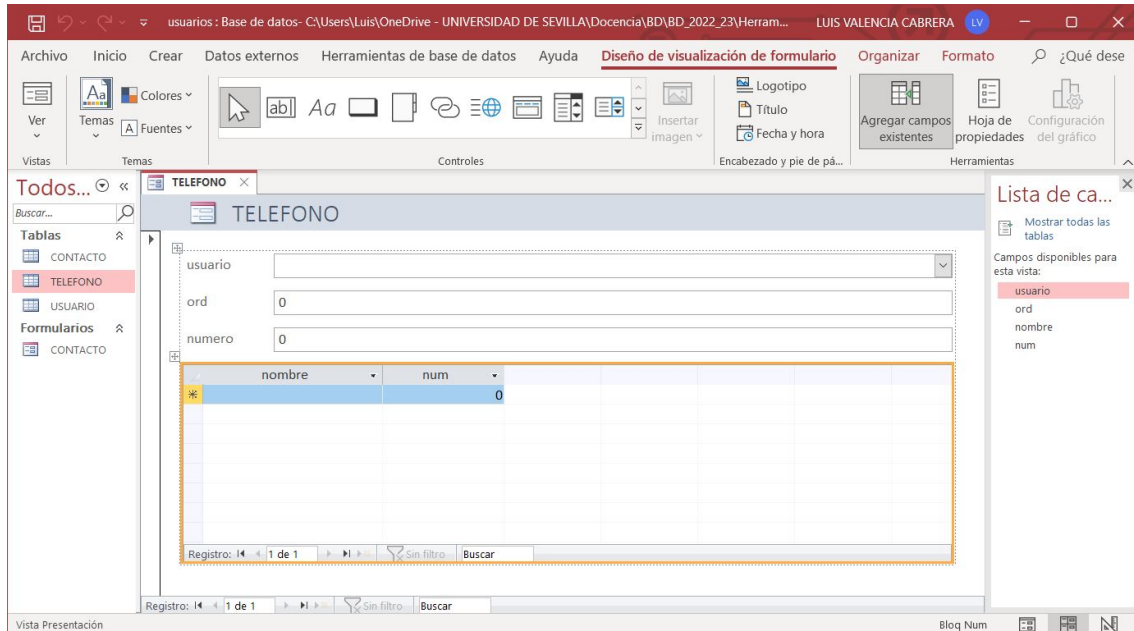 usuarios : Base de datos- C:\Users\Luis\OneDrive - UNIVERSIDAD DE SEVILLA\Docencia\BD\BD_2022_23\Herram... LUIS VALENCIA CABRERA LV
Archivo Inicio Crear Datos externos Herramientas de base de datos Ayuda Diseño de visualización de formulario Organizar Formato ¿Qué dese
Ver
Aa
Temas
Colores
A Fuentes
ab Aa
Insertar
imagen
Logotipo
Título
Fecha y hora
Agregar campos
existentes
Hoja de
propiedades
Configuración
del gráfico
Vistas Temas Controles Encabezado y pie de pá... Herramientas
Todos...
Buscar...
Tablas
CONTACTO
TELEFONO
USUARIO
Formularios
CONTACTO
TELEFONO
TELEFONO
usuario
ord 0
numero 0
nombre num
0
Registro: 1 de 1 Sin filtro Buscar
Registro: 1 de 1 Sin filtro Buscar
Lista de ca...
Mostrar todas las
tablas
Campos disponibles para
esta vista:
usuario
ord
nombre
num
Vista Presentación Bloq Num